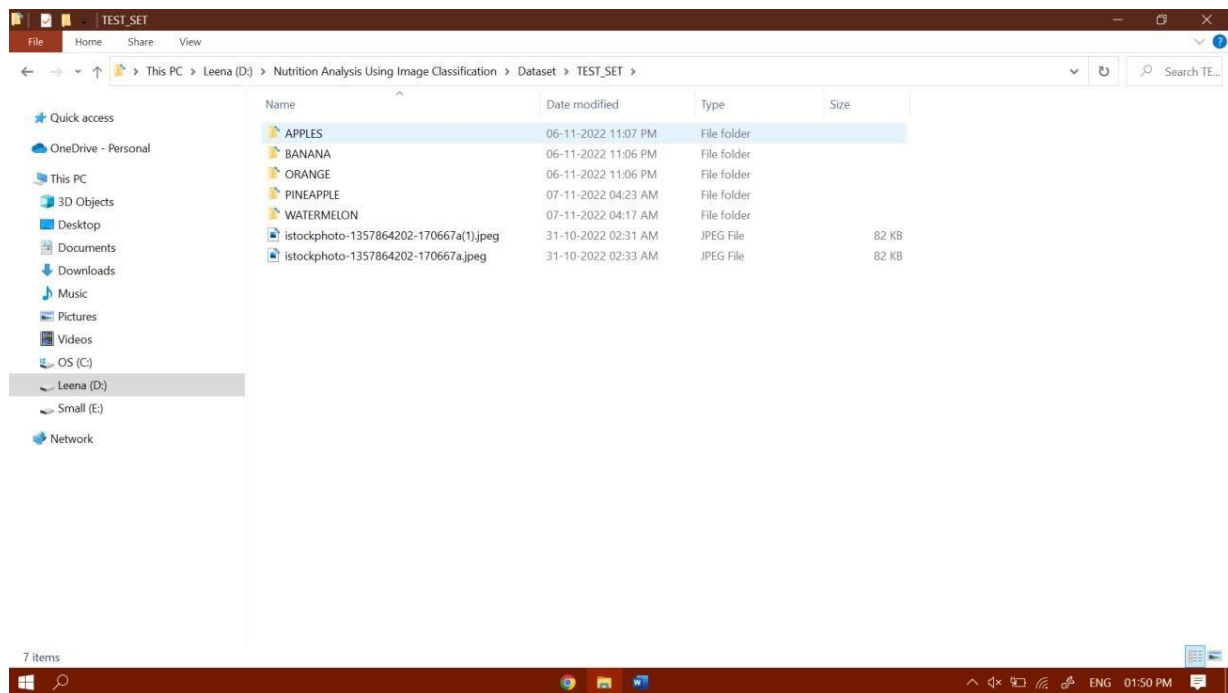 TEST_SET
File Home Share View
This PC > Leena (D:) > Nutrition Analysis Using Image Classification > Dataset > TEST_SET >
Search TE...
Name Date modified Type Size
Quick access
OneDrive - Personal
This PC
3D Objects
Desktop
Documents
Downloads
Music
Pictures
Videos
OS (C:)
Leena (D:)
Small (E:)
Network
APPLES 06-11-2022 11:07 PM File folder
BANANA 06-11-2022 11:06 PM File folder
ORANGE 06-11-2022 11:06 PM File folder
PINEAPPLE 07-11-2022 04:23 AM File folder
WATERMELON 07-11-2022 04:17 AM File folder
istockphoto-1357864202-170667a(1).jpeg 31-10-2022 02:31 AM JPEG File 82 KB
istockphoto-1357864202-170667a.jpeg 31-10-2022 02:33 AM JPEG File 82 KB
7 items
ENG 01:50 PM